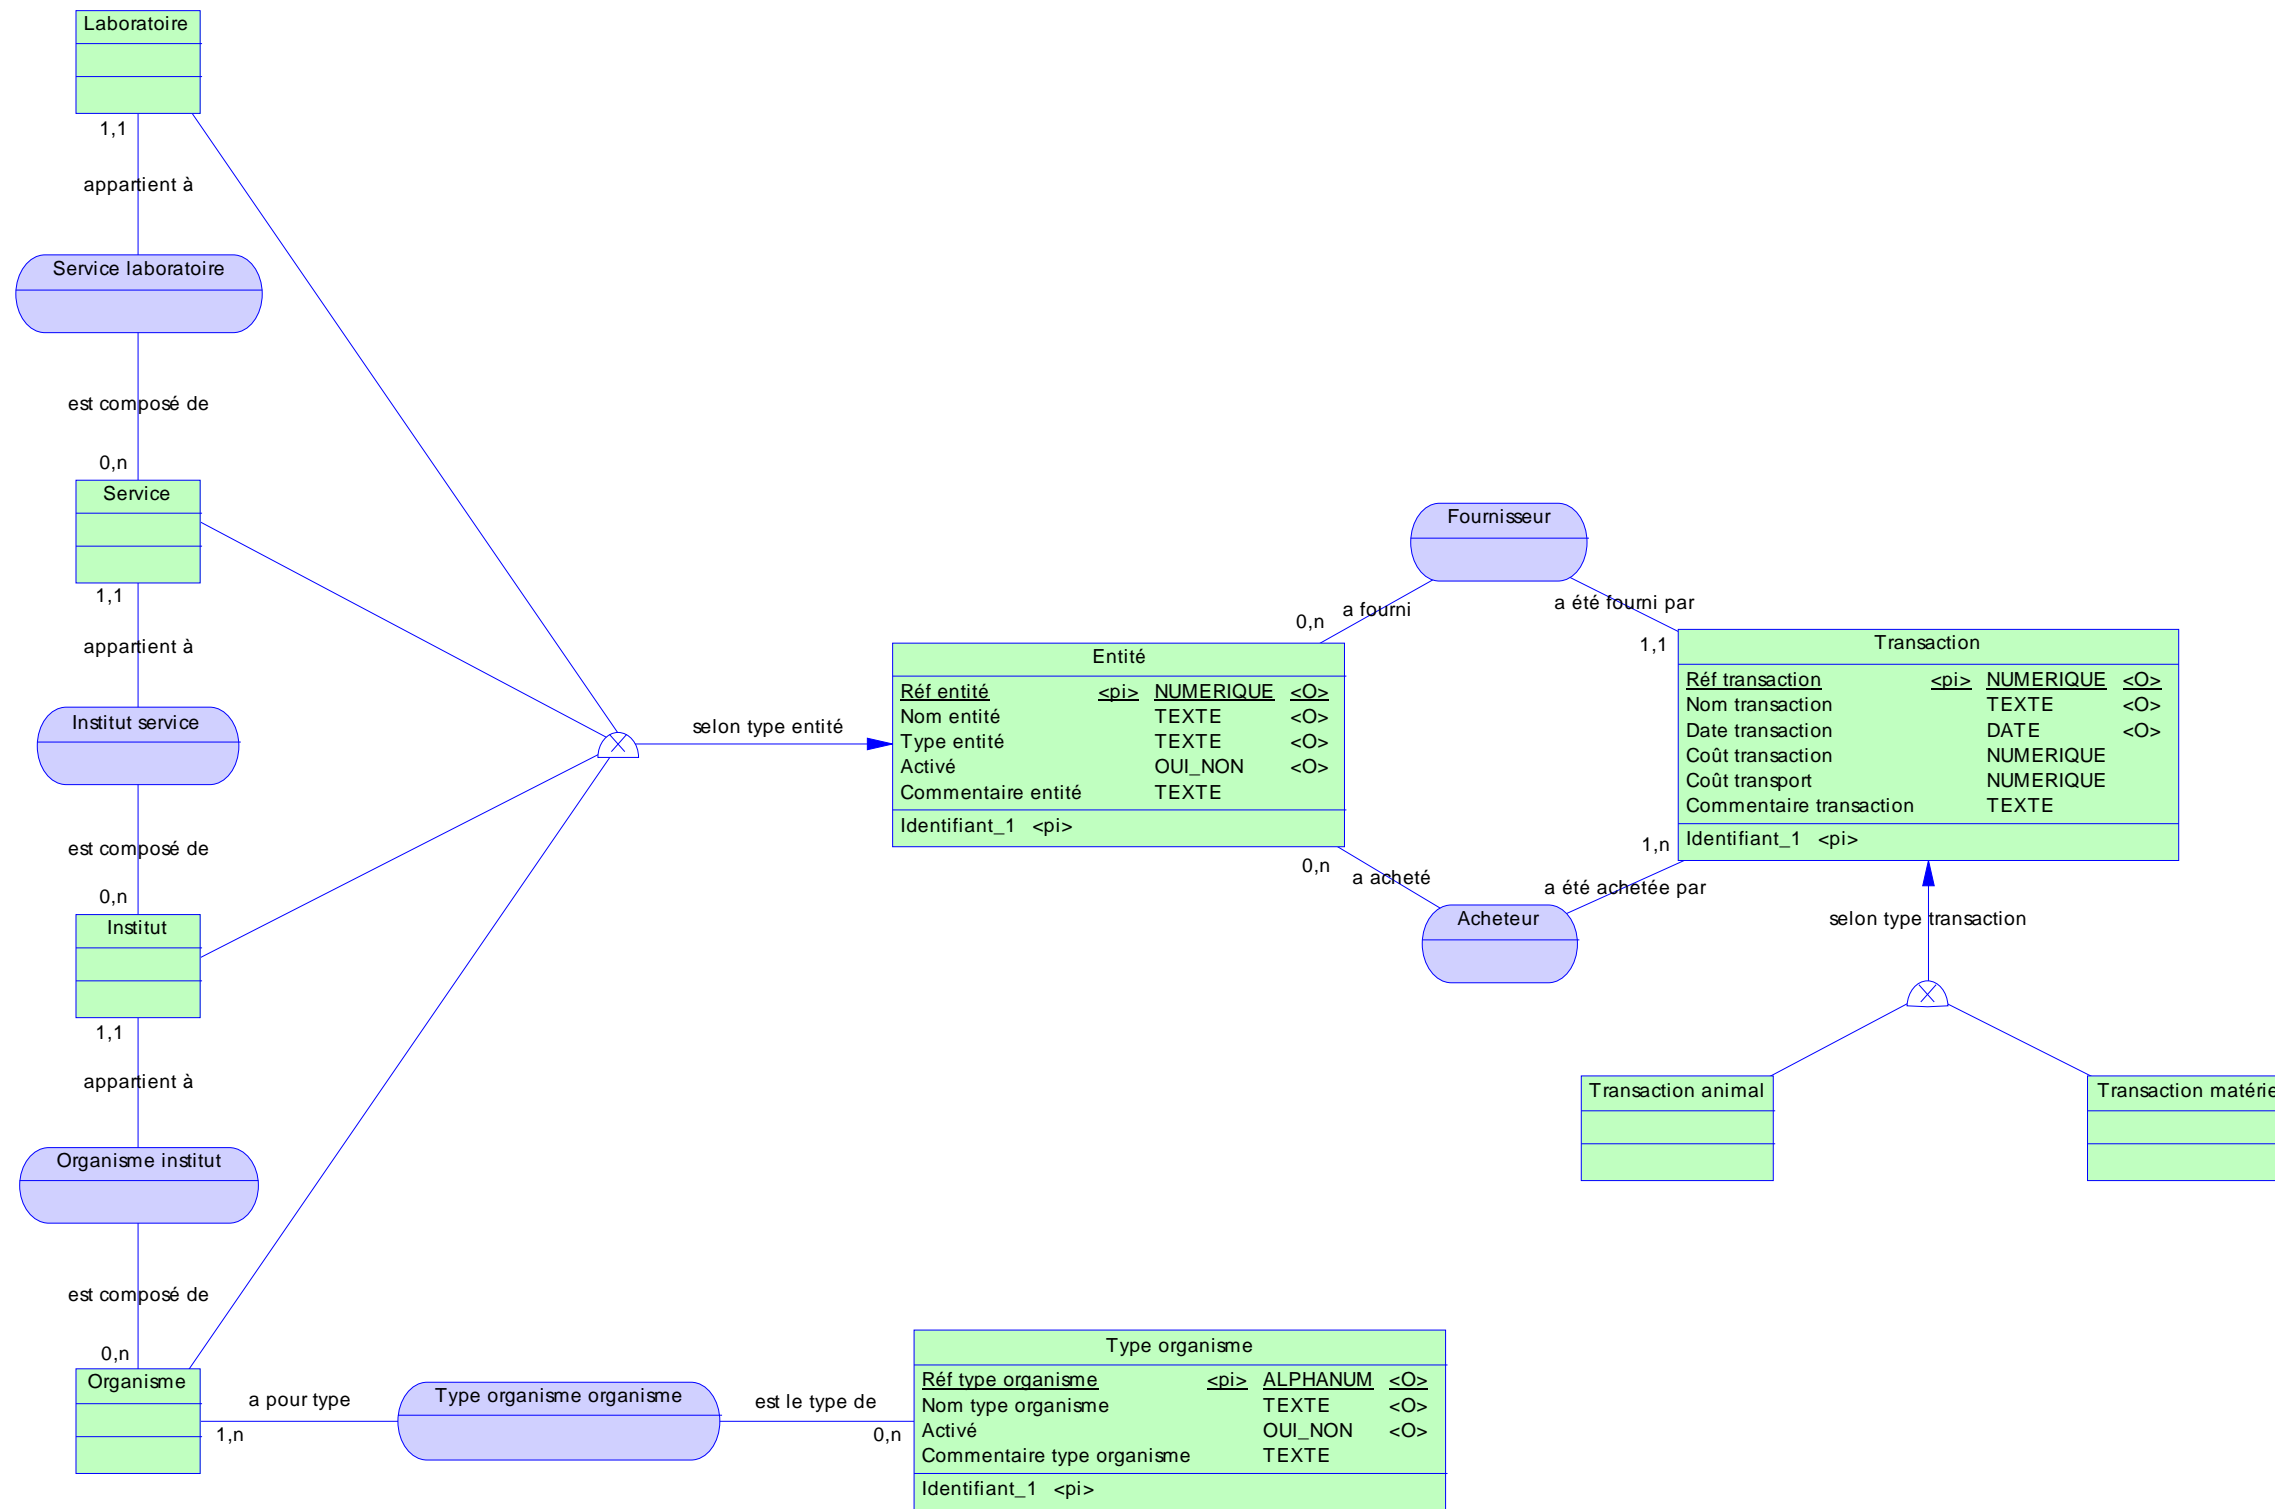 Laboratoire
1,1
appartient à
Service laboratoire
est composé de
0,n
Service
1,1
appartient à
Institut service
est composé de
0,n
Institut
1,1
appartient à
Organisme institut
est composé de
0,n
Organisme
1,n
a pour type
Type organisme organisme
est le type de
0,n
Type organisme
Réf type organisme <pi> ALPHANUM <O>
Nom type organisme TEXTE <O>
Activé OUI_NON <O>
Commentaire type organisme TEXTE
Identifiant_1 <pi>
selon type entité
Entité
Réf entité <pi> NUMERIQUE <O>
Nom entité TEXTE <O>
Type entité TEXTE <O>
Activé OUI_NON <O>
Commentaire entité TEXTE
Identifiant_1 <pi>
0,n
a fourni
Fournisseur
a été fourni par
1,1
0,n
a acheté
Acheteur
a été achetée par
1,n
Transaction
Réf transaction <pi> NUMERIQUE <O>
Nom transaction TEXTE <O>
Date transaction DATE <O>
Coût transaction NUMERIQUE
Coût transport NUMERIQUE
Commentaire transaction TEXTE
Identifiant_1 <pi>
selon type transaction
Transaction animal
Transaction matérie